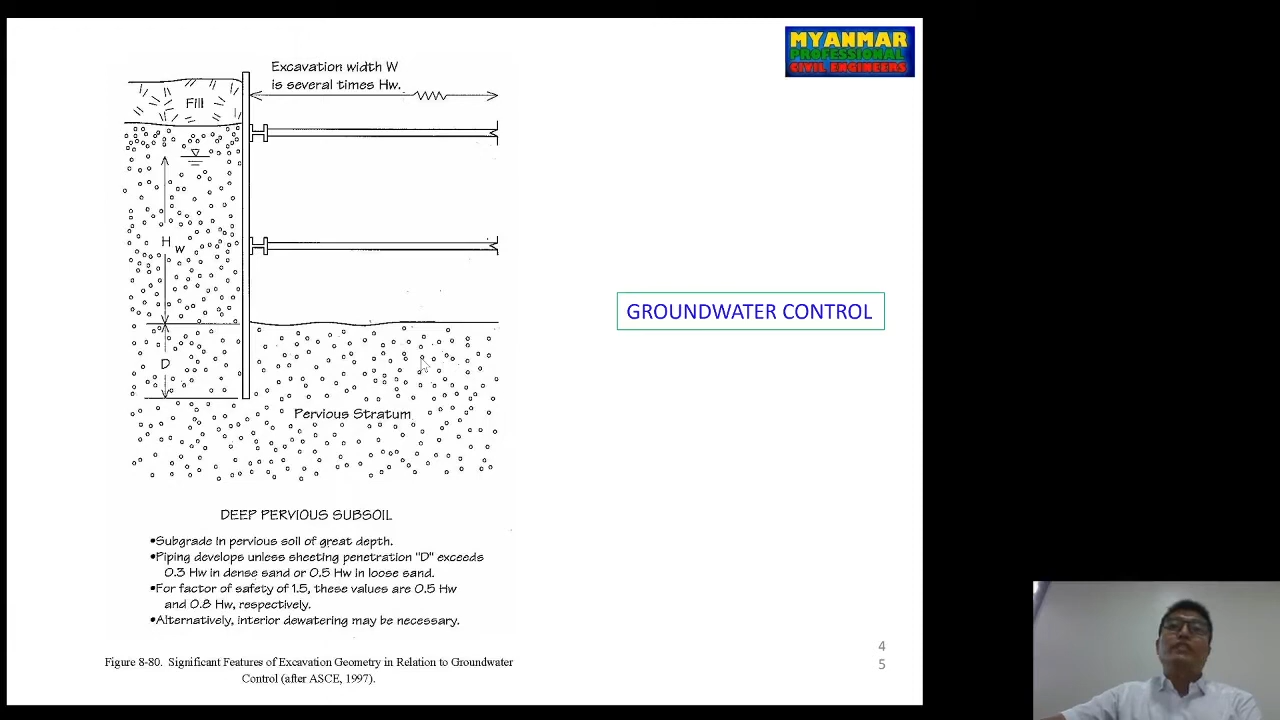 MYANMAR
PROFESSIONAL
CIVIL ENGINEERS
Excavation width W
is several times Hw.
Fill
H w
D
Pervious Stratum
GROUNDWATER CONTROL
DEEP PERVIOUS SUBSOIL
•Subgrade in pervious soil of great depth.
•Piping develops unless sheeting penetration "D" exceeds
0.3 Hw in dense sand or 0.5 Hw in loose sand.
•For factor of safety of 1.5, these values are 0.5 Hw
and 0.8 Hw, respectively.
•Alternatively, interior dewatering may be necessary.
Figure 8-80. Significant Features of Excavation Geometry in Relation to Groundwater
Control (after ASCE, 1997).
4
5